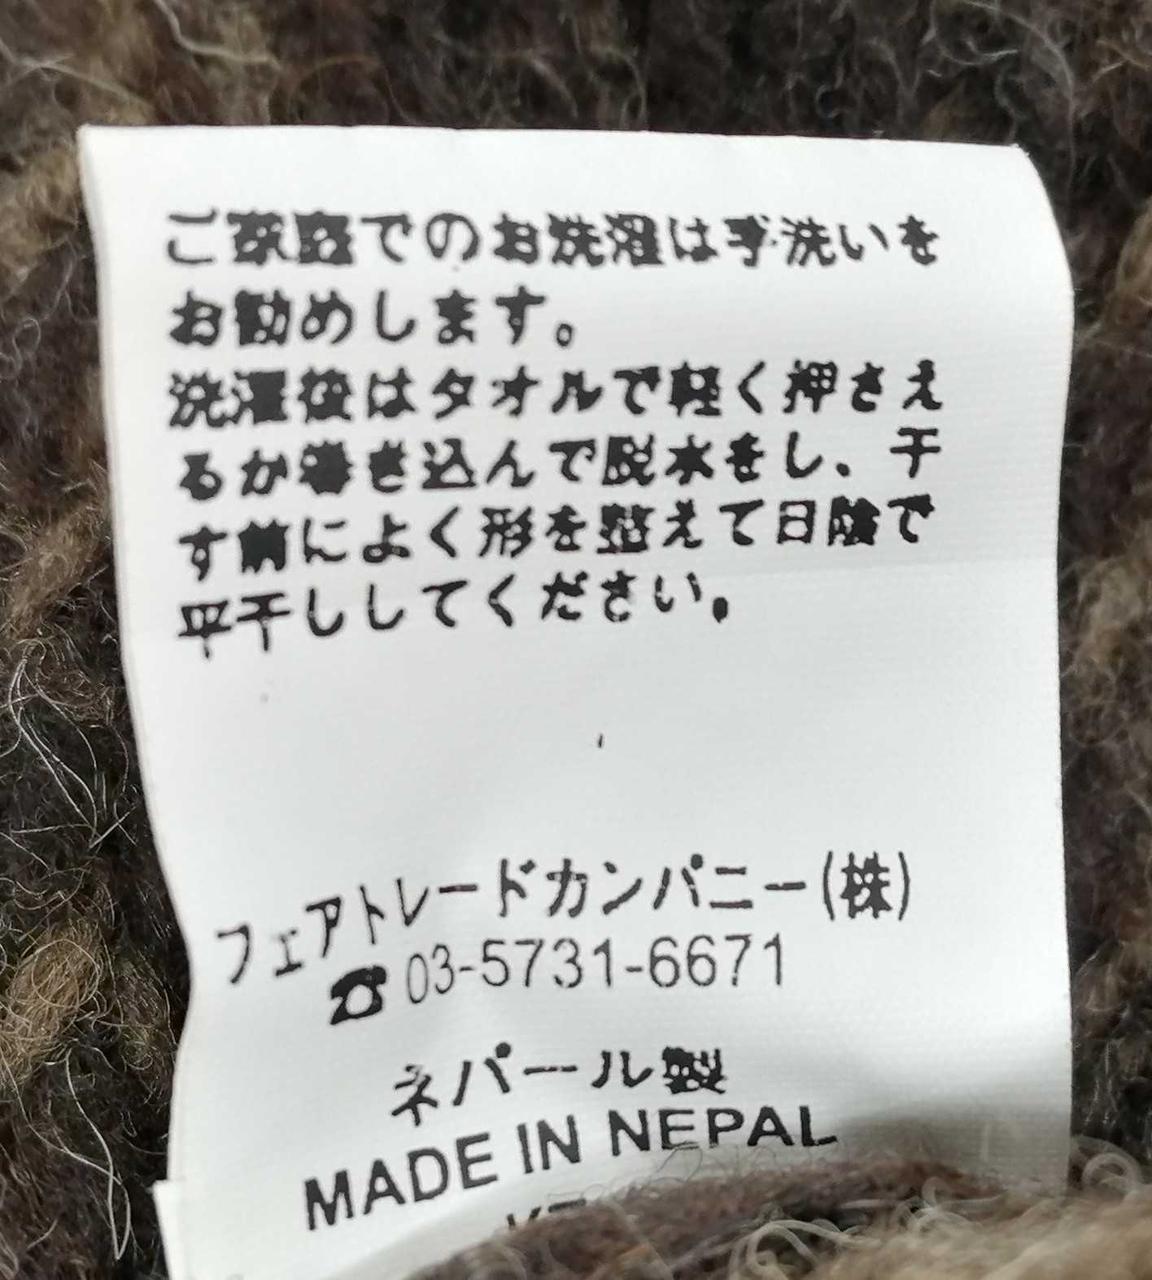 ご家庭でのお洗濯は手洗いを
お勧めします。
洗濯後はタオルで軽く押さえ
るか巻き込んで脱水をし、干
す前によく形を整えて日陰で
平干ししてください。
フェアトレードカンパニー(株)
☎03-5731-6671
ネパール製
MADE IN NEPAL